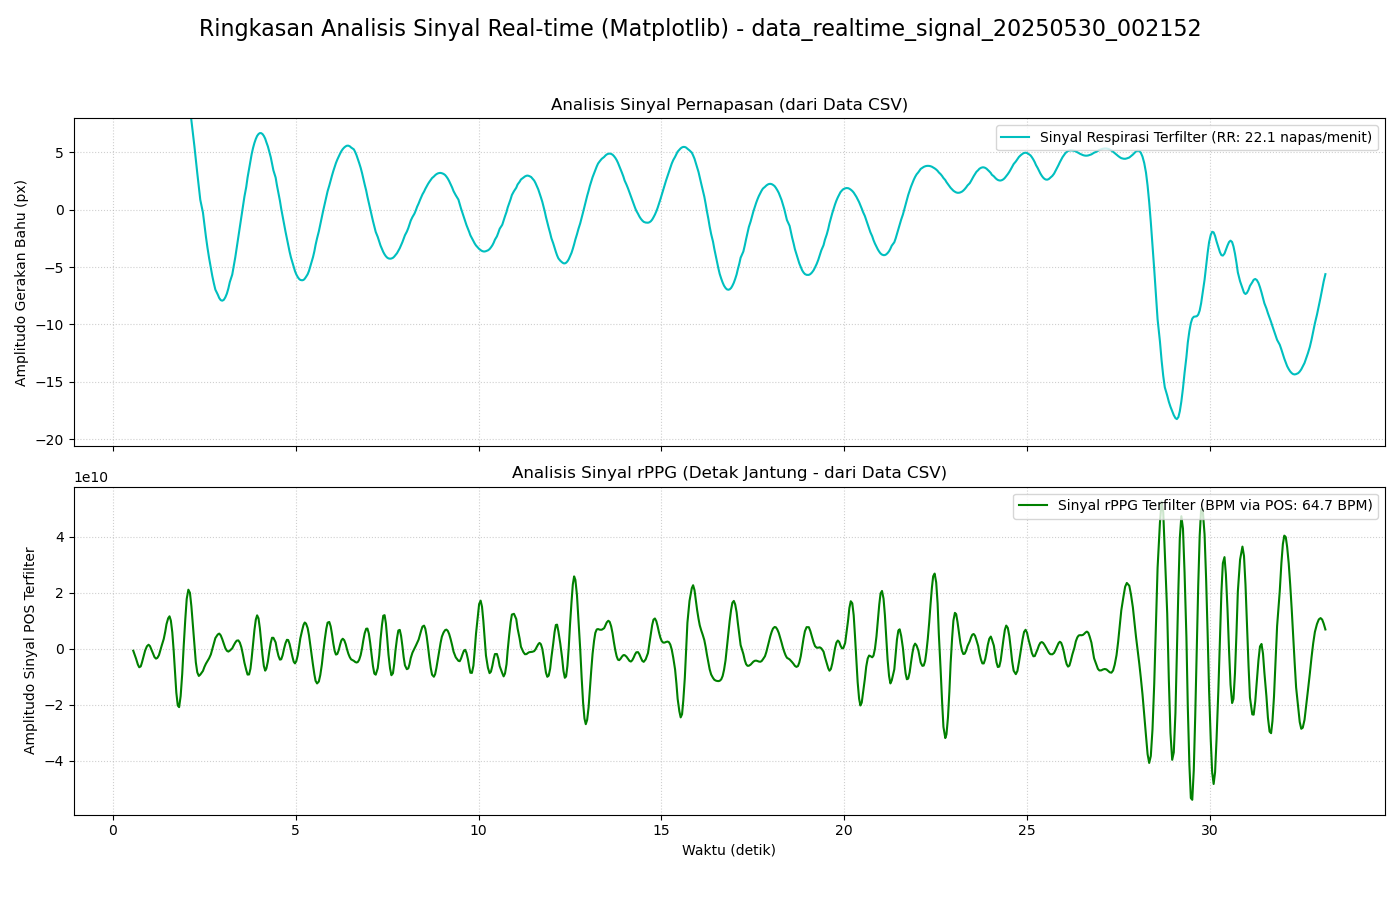 Ringkasan Analisis Sinyal Real-time (Matplotlib) - data_realtime_signal_20250530_002152
Analisis Sinyal Pernapasan (dari Data CSV)
Sinyal Respirasi Terfilter (RR: 22.1 napas/menit)
Amplitudo Gerakan Bahu (px)
5
0
−5
−10
−15
−20
1e10
Analisis Sinyal rPPG (Detak Jantung - dari Data CSV)
Sinyal rPPG Terfilter (BPM via POS: 64.7 BPM)
Amplitudo Sinyal POS Terfilter
4
2
0
−2
−4
0 5 10 15 20 25 30
Waktu (detik)